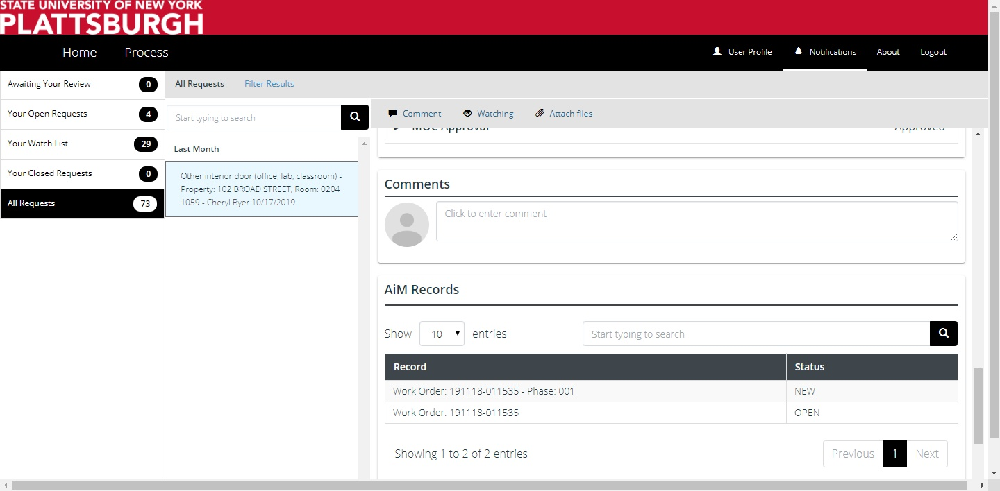 STATE UNIVERSITY OF NEW YORK
PLATTSBURGH
Home Process User Profile Notifications About Logout
Awaiting Your Review 0
Your Open Requests 4
Your Watch List 29
Your Closed Requests 0
All Requests 73
All Requests Filter Results
Start typing to search
Last Month
Other interior door (office, lab, classroom) -
Property: 102 BROAD STREET, Room: 0204
1059 - Cheryl Byer 10/17/2019
Comment Watching Attach files
MOC Approval Approved
Comments
Click to enter comment
AiM Records
Show 10 entries Start typing to search
Record Status
Work Order: 191118-011535 - Phase: 001 NEW
Work Order: 191118-011535 OPEN
Showing 1 to 2 of 2 entries Previous 1 Next